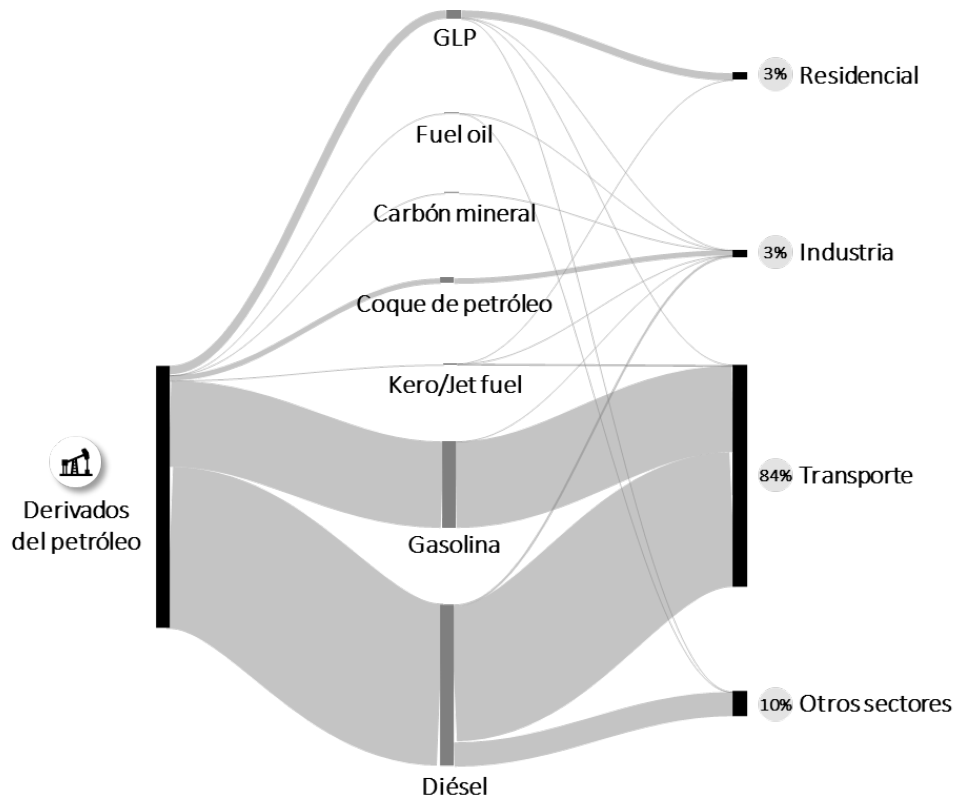 GLP
3% Residencial
Fuel oil
Carbón mineral
3% Industria
Coque de petróleo
Kero/Jet fuel
84% Transporte
Derivados
del petróleo
Gasolina
10% Otros sectores
Diésel